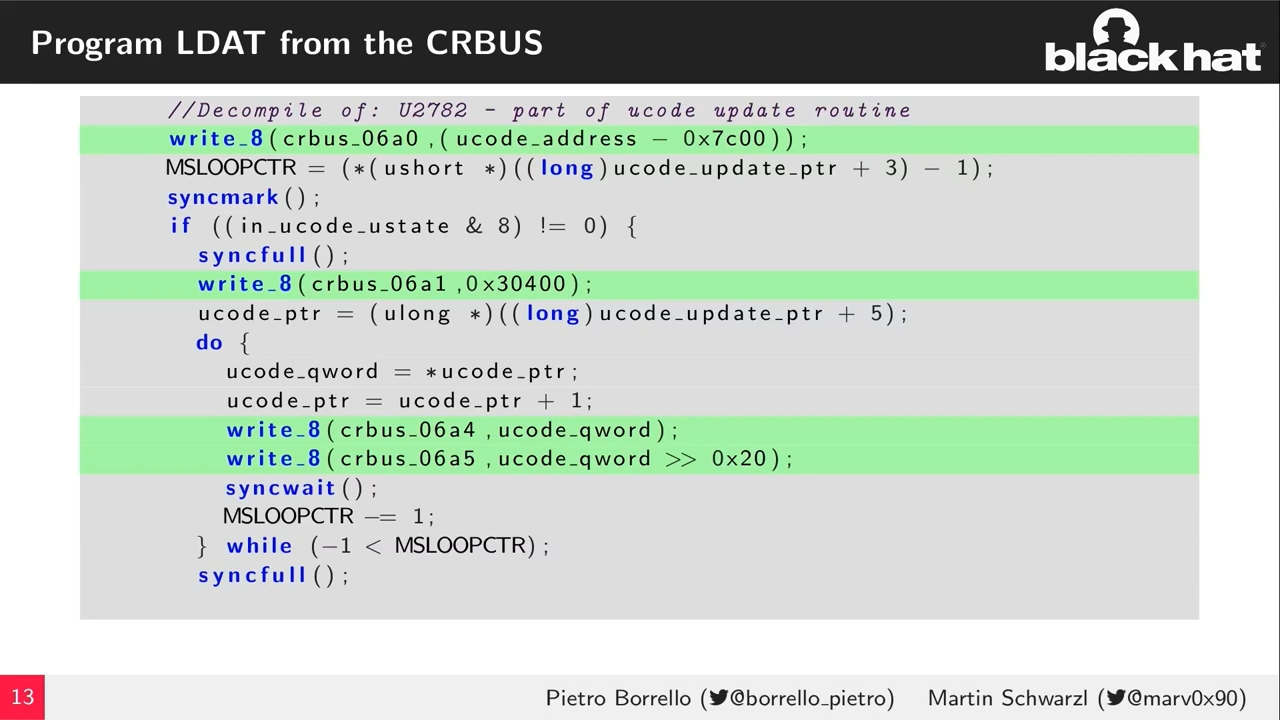 Program LDAT from the CRBUS
black hat
//Decompile of: U2782 - part of ucode update routine
write_8(crbus_06a0,(ucode_address - 0x7c00));
MSLOOPCTR = (*(ushort *)((long)ucode_update_ptr + 3) - 1);
syncmark();
if ((in_ucode_ustate & 8) != 0) {
syncfull();
write_8(crbus_06a1,0x30400);
ucode_ptr = (ulong *)((long)ucode_update_ptr + 5);
do {
ucode_qword = *ucode_ptr;
ucode_ptr = ucode_ptr + 1;
write_8(crbus_06a4,ucode_qword);
write_8(crbus_06a5,ucode_qword >> 0x20);
syncwait();
MSLOOPCTR -= 1;
} while (-1 < MSLOOPCTR);
syncfull();
13
Pietro Borrello (@borrello_pietro) Martin Schwarzl (@marv0x90)